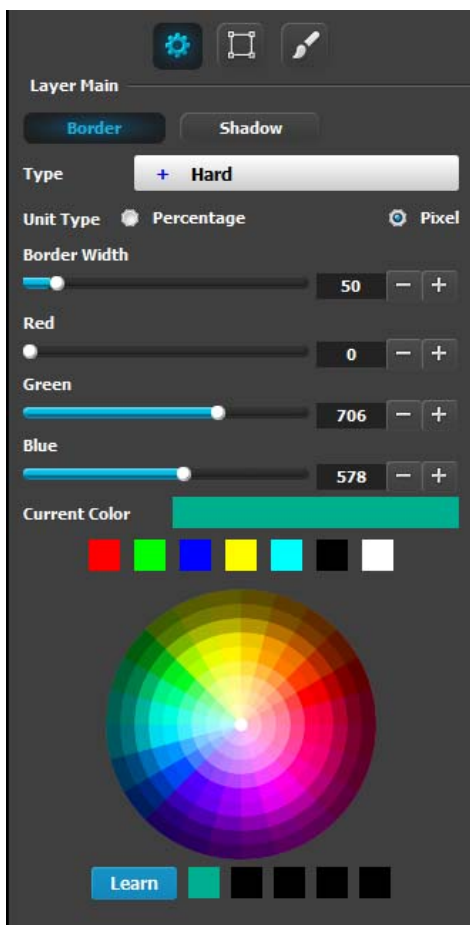 Layer Main
Border Shadow
Type + Hard
Unit Type Percentage Pixel
Border Width
50 − +
Red
0 − +
Green
706 − +
Blue
578 − +
Current Color
Learn